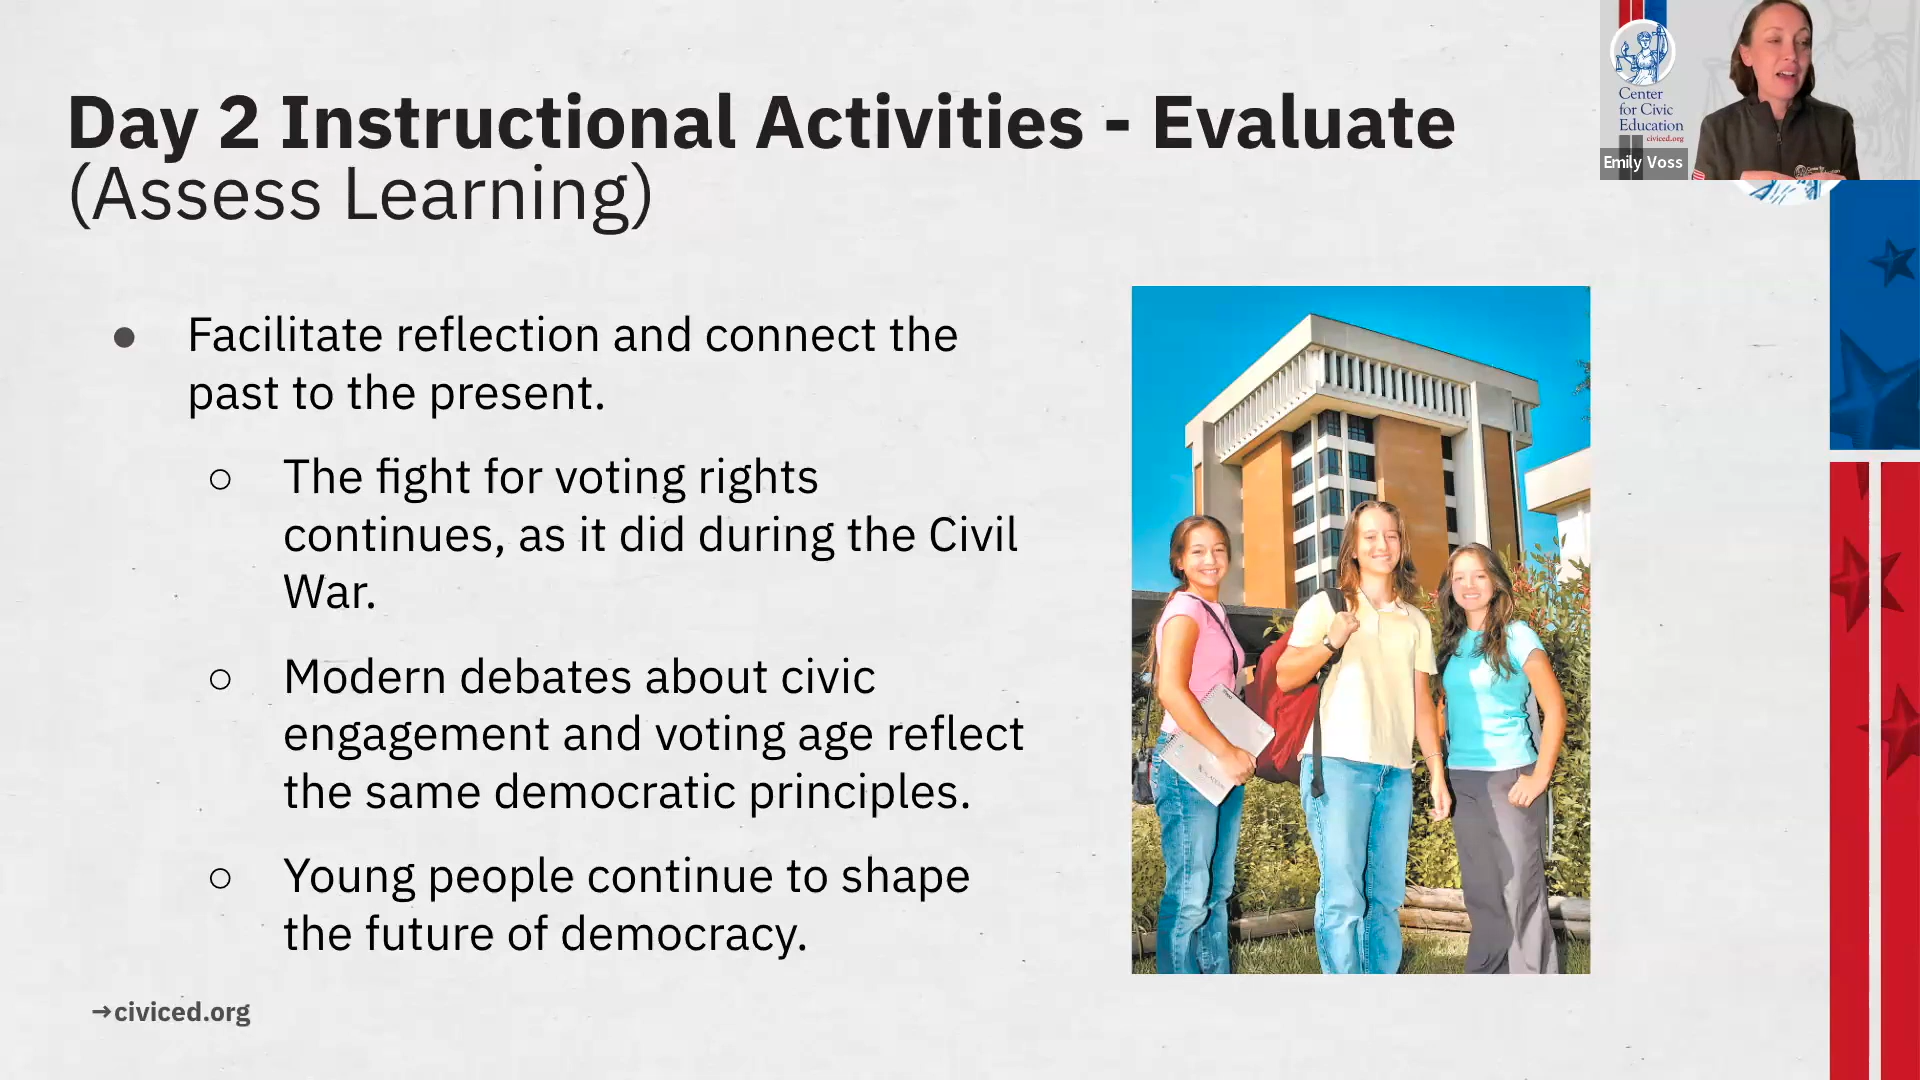 Day 2 Instructional Activities - Evaluate
(Assess Learning)
● Facilitate reflection and connect the
past to the present.
○ The fight for voting rights
continues, as it did during the Civil
War.
○ Modern debates about civic
engagement and voting age reflect
the same democratic principles.
○ Young people continue to shape
the future of democracy.
→civiced.org
Center
for Civic
Education
civiced.org
Emily Voss